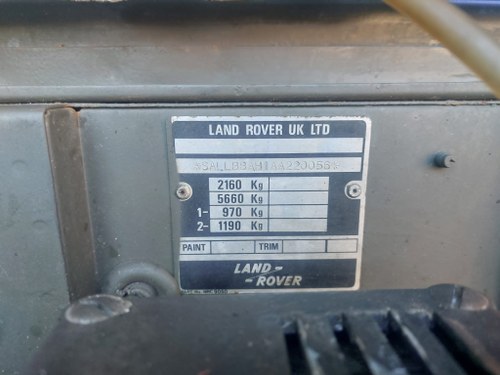 LAND ROVER UK LTD
2160 Kg
5660 Kg
1- 970 Kg
2- 1190 Kg
PAINT TRIM
LAND-
-ROVER